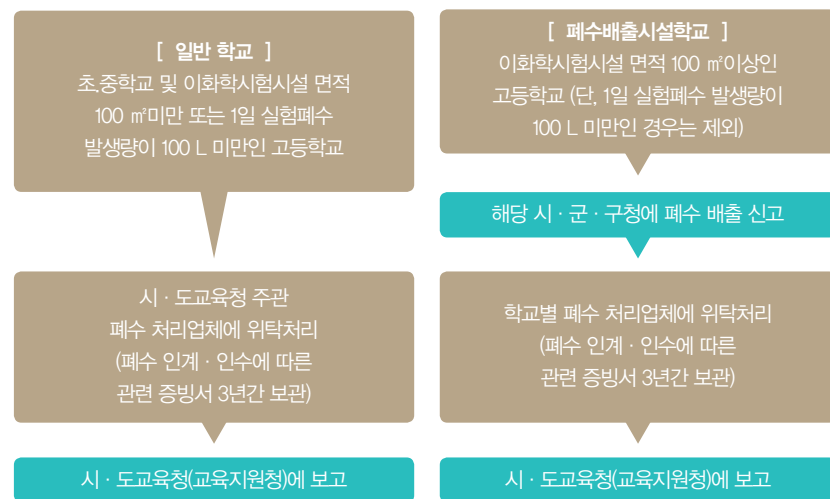 [ 일반 학교 ]
초.중학교 및 이화학시험시설 면적
100 ㎡미만 또는 1일 실험폐수
발생량이 100 L 미만인 고등학교
시 · 도교육청 주관
폐수 처리업체에 위탁처리
(폐수 인계 · 인수에 따른
관련 증빙서 3년간 보관)
시 · 도교육청(교육지원청)에 보고
[ 폐수배출시설학교 ]
이화학시험시설 면적 100 ㎡이상인
고등학교 (단, 1일 실험폐수 발생량이
100 L 미만인 경우는 제외)
해당 시 · 군 · 구청에 폐수 배출 신고
학교별 폐수 처리업체에 위탁처리
(폐수 인계 · 인수에 따른
관련 증빙서 3년간 보관)
시 · 도교육청(교육지원청)에 보고